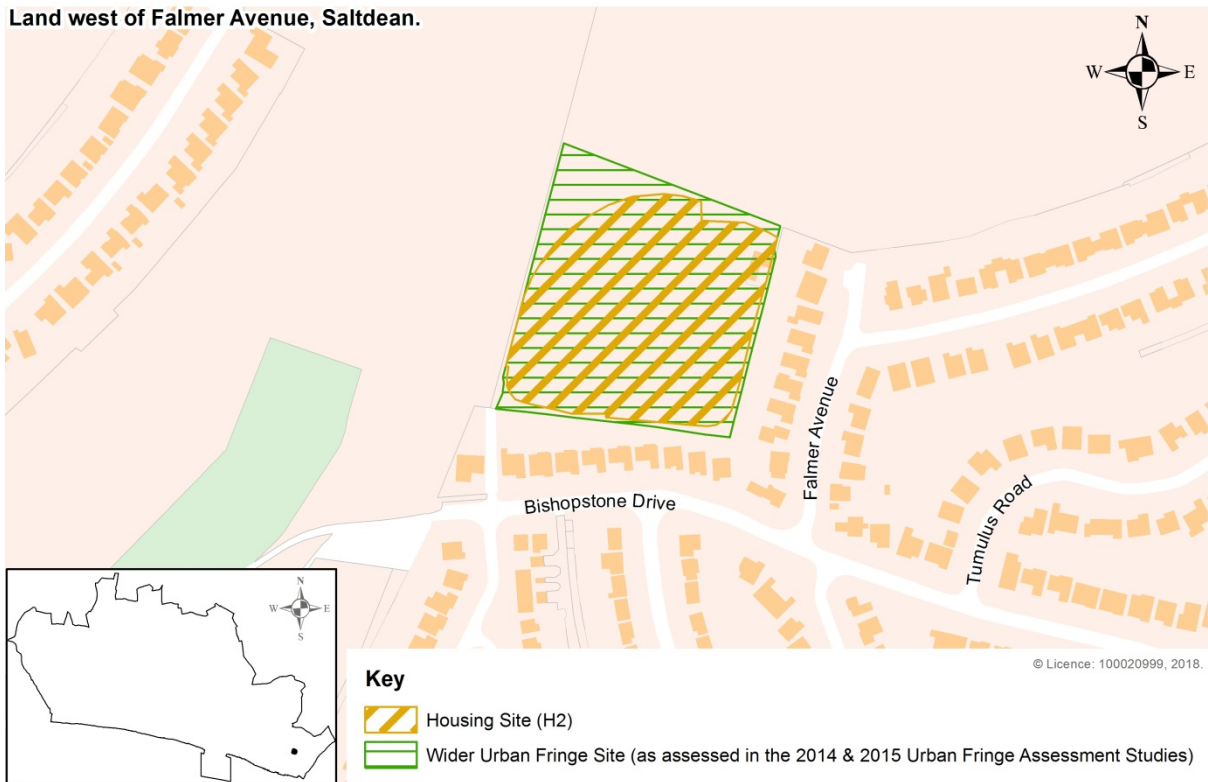 Land west of Falmer Avenue, Saltdean.
N
W E
S
Falmer Avenue
Tumulus Road
Bishopstone Drive
N
W E
S
© Licence: 100020999, 2018.
Key
Housing Site (H2)
Wider Urban Fringe Site (as assessed in the 2014 & 2015 Urban Fringe Assessment Studies)